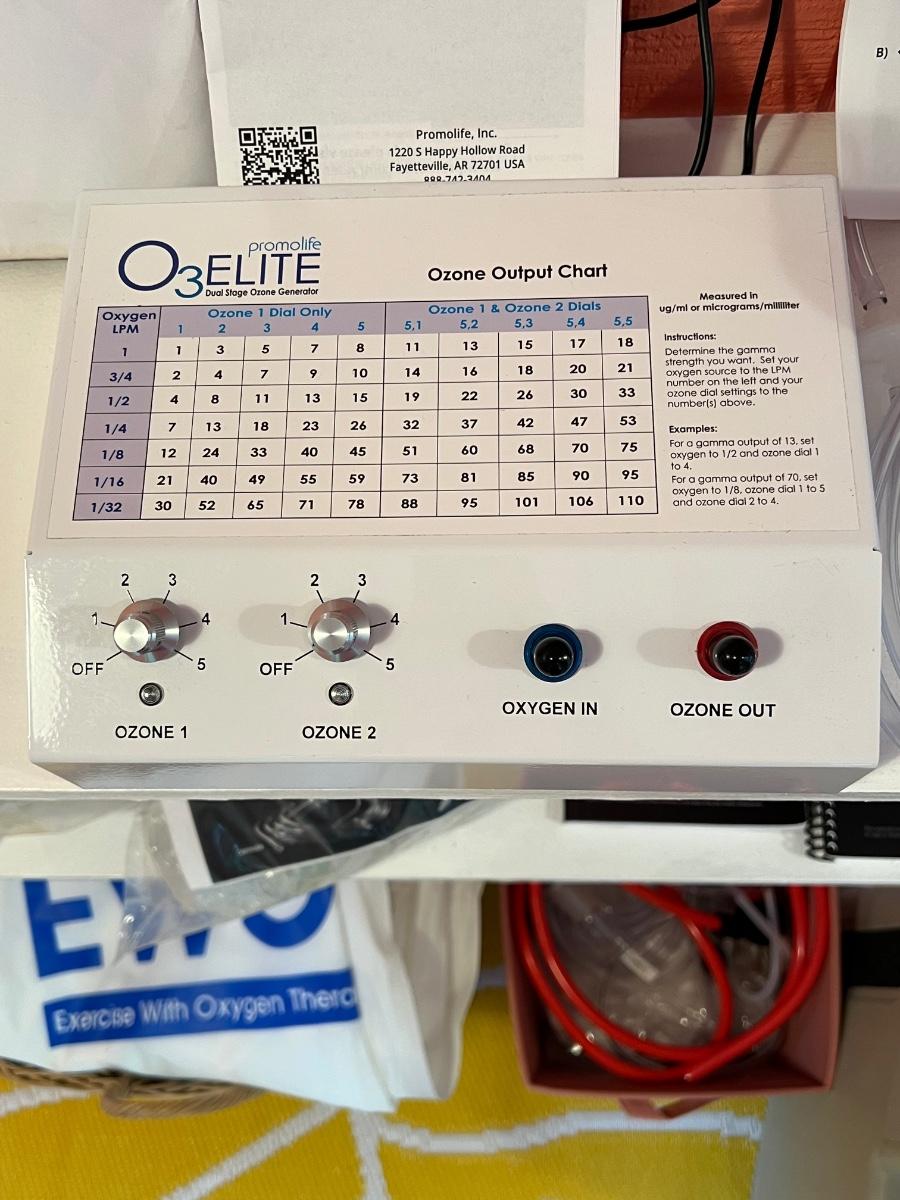 B)
Promolife, Inc.
1220 S Happy Hollow Road
Fayetteville, AR 72701 USA
888-742-3404
promolife
O3ELITE
Dual Stage Ozone Generator
Ozone Output Chart
Measured in
ug/ml or micrograms/milliliter
Oxygen LPM Ozone 1 Dial Only Ozone 1 & Ozone 2 Dials
1 2 3 4 5 5,1 5,2 5,3 5,4 5,5
1 1 3 5 7 8 11 13 15 17 18
3/4 2 4 7 9 10 14 16 18 20 21
1/2 4 8 11 13 15 19 22 26 30 33
1/4 7 13 18 23 26 32 37 42 47 53
1/8 12 24 33 40 45 51 60 68 70 75
1/16 21 40 49 55 59 73 81 85 90 95
1/32 30 52 65 71 78 88 95 101 106 110
Instructions:
Determine the gamma
strength you want. Set your
oxygen source to the LPM
number on the left and your
ozone dial settings to the
number(s) above.
Examples:
For a gamma output of 13, set
oxygen to 1/2 and ozone dial 1
to 4.
For a gamma output of 70, set
oxygen to 1/8, ozone dial 1 to 5
and ozone dial 2 to 4.
OFF 1 2 3 4 5
OZONE 1
OFF 1 2 3 4 5
OZONE 2
OXYGEN IN
OZONE OUT
EWO
Exercise With Oxygen Thera